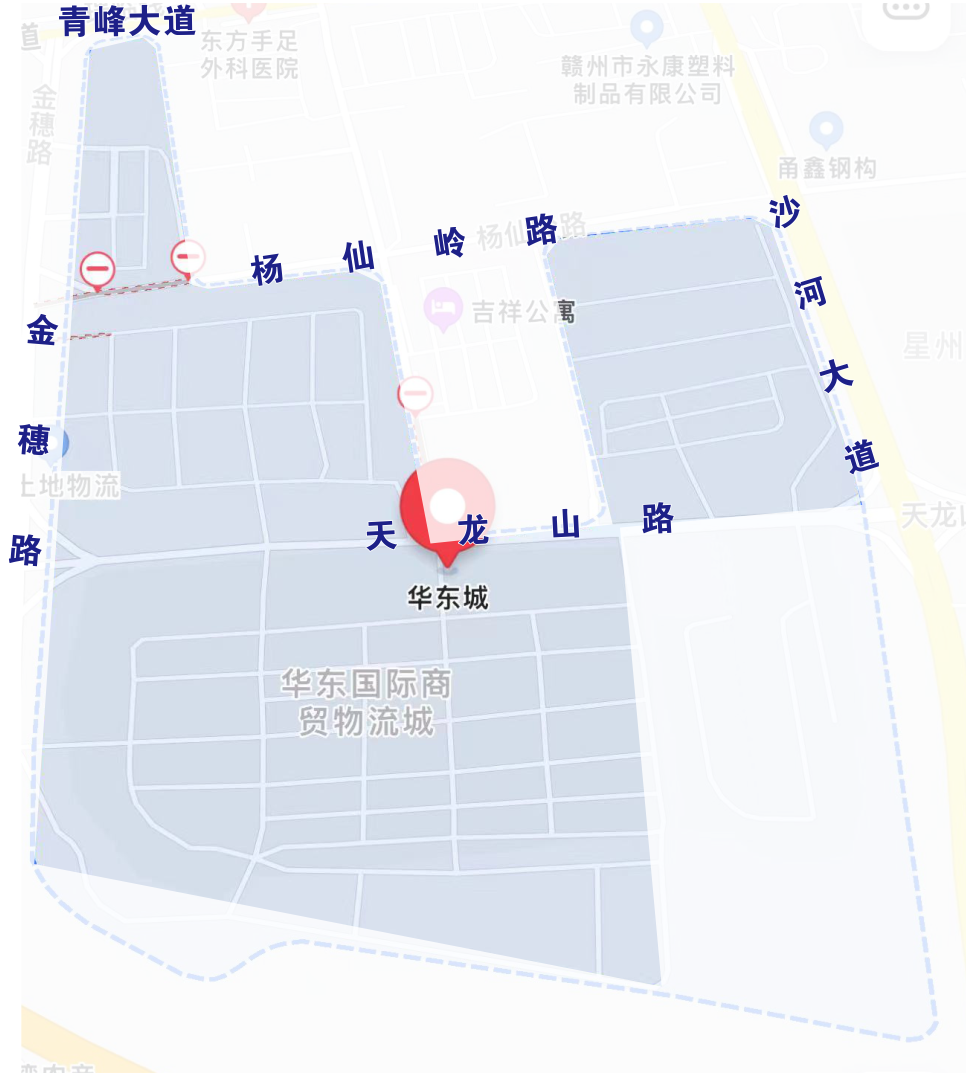 青峰大道
道
东方手足
外科医院
赣州市永康塑料
制品有限公司
金穗路
甬鑫钢构
杨仙岭路
杨仙
路
沙河大道
吉祥公寓
金穗路
星州
土地物流
天龙山路
天龙山
华东城
华东国际商
贸物流城